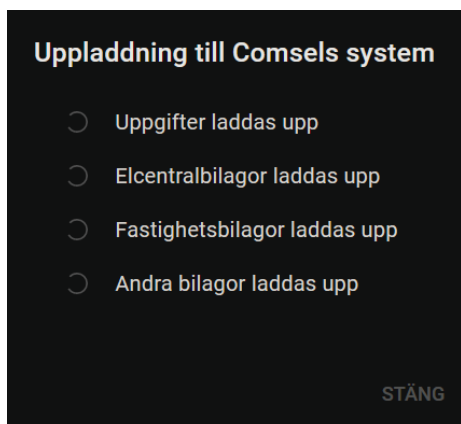 Uppladdning till Comsels system
Uppgifter laddas upp
Elcentralbilagor laddas upp
Fastighetsbilagor laddas upp
Andra bilagor laddas upp
STÄNG